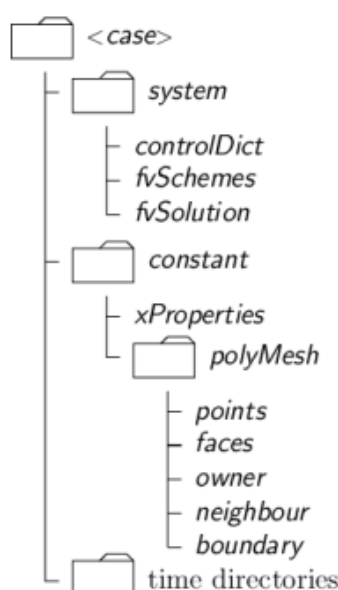 <case>
system
controlDict
fvSchemes
fvSolution
constant
xProperties
polyMesh
points
faces
owner
neighbour
boundary
time directories